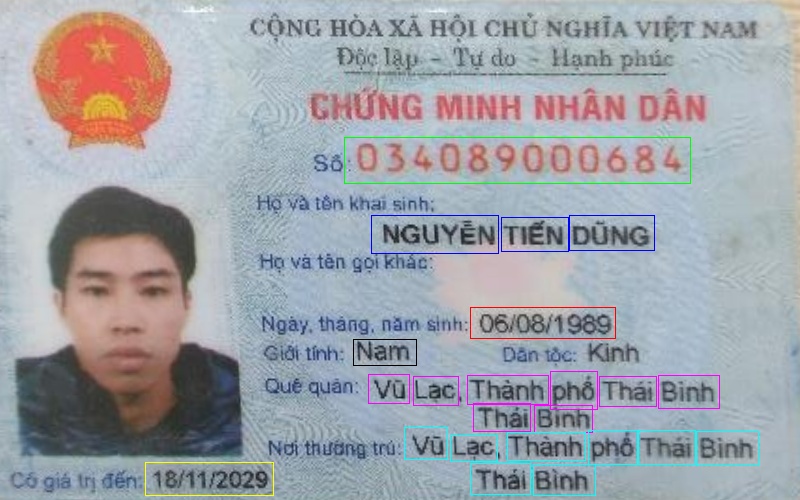 CỘNG HÒA XÃ HỘI CHỦ NGHĨA VIỆT NAM
Độc lập - Tự do - Hạnh phúc
CHỨNG MINH NHÂN DÂN
Số: 034089000684
Họ và tên khai sinh:
NGUYỄN TIẾN DŨNG
Họ và tên gọi khác:
Ngày, tháng, năm sinh: 06/08/1989
Giới tính: Nam Dân tộc: Kinh
Quê quán: Vũ Lạc, Thành phố Thái Bình
Thái Bình
Nơi thường trú: Vũ Lạc, Thành phố Thái Bình
Thái Bình
Có giá trị đến: 18/11/2029